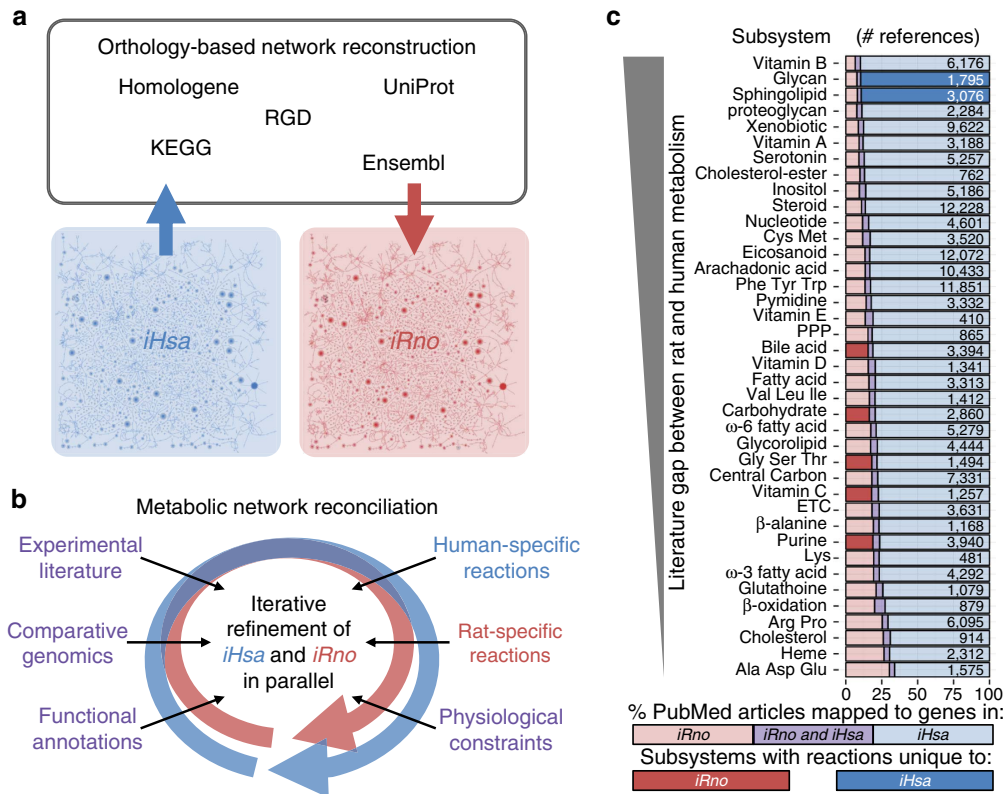 a
Orthology-based network reconstruction
Homologene
UniProt
RGD
KEGG
Ensembl
iHsa
iRno
b
Metabolic network reconciliation
Experimental literature
Human-specific reactions
Comparative genomics
Iterative refinement of iHsa and iRno in parallel
Rat-specific reactions
Functional annotations
Physiological constraints
c
Subsystem (# references)
Literature gap between rat and human metabolism
Vitamin B 6,176
Glycan 1,795
Sphingolipid 3,076
proteoglycan 2,284
Xenobiotic 9,622
Vitamin A 3,188
Serotonin 5,257
Cholesterol-ester 762
Inositol 5,186
Steroid 12,228
Nucleotide 4,601
Cys Met 3,520
Eicosanoid 12,072
Arachadonic acid 10,433
Phe Tyr Trp 11,851
Pymidine 3,332
Vitamin E 410
PPP 865
Bile acid 3,394
Vitamin D 1,341
Fatty acid 3,313
Val Leu Ile 1,412
Carbohydrate 2,860
ω-6 fatty acid 5,279
Glycorolipid 4,444
Gly Ser Thr 1,494
Central Carbon 7,331
Vitamin C 1,257
ETC 3,631
β-alanine 1,168
Purine 3,940
Lys 481
ω-3 fatty acid 4,292
Glutathoine 1,079
β-oxidation 879
Arg Pro 6,095
Cholesterol 914
Heme 2,312
Ala Asp Glu 1,575
0 25 50 75 100
% PubMed articles mapped to genes in:
iRno iRno and iHsa iHsa
Subsystems with reactions unique to:
iRno iHsa